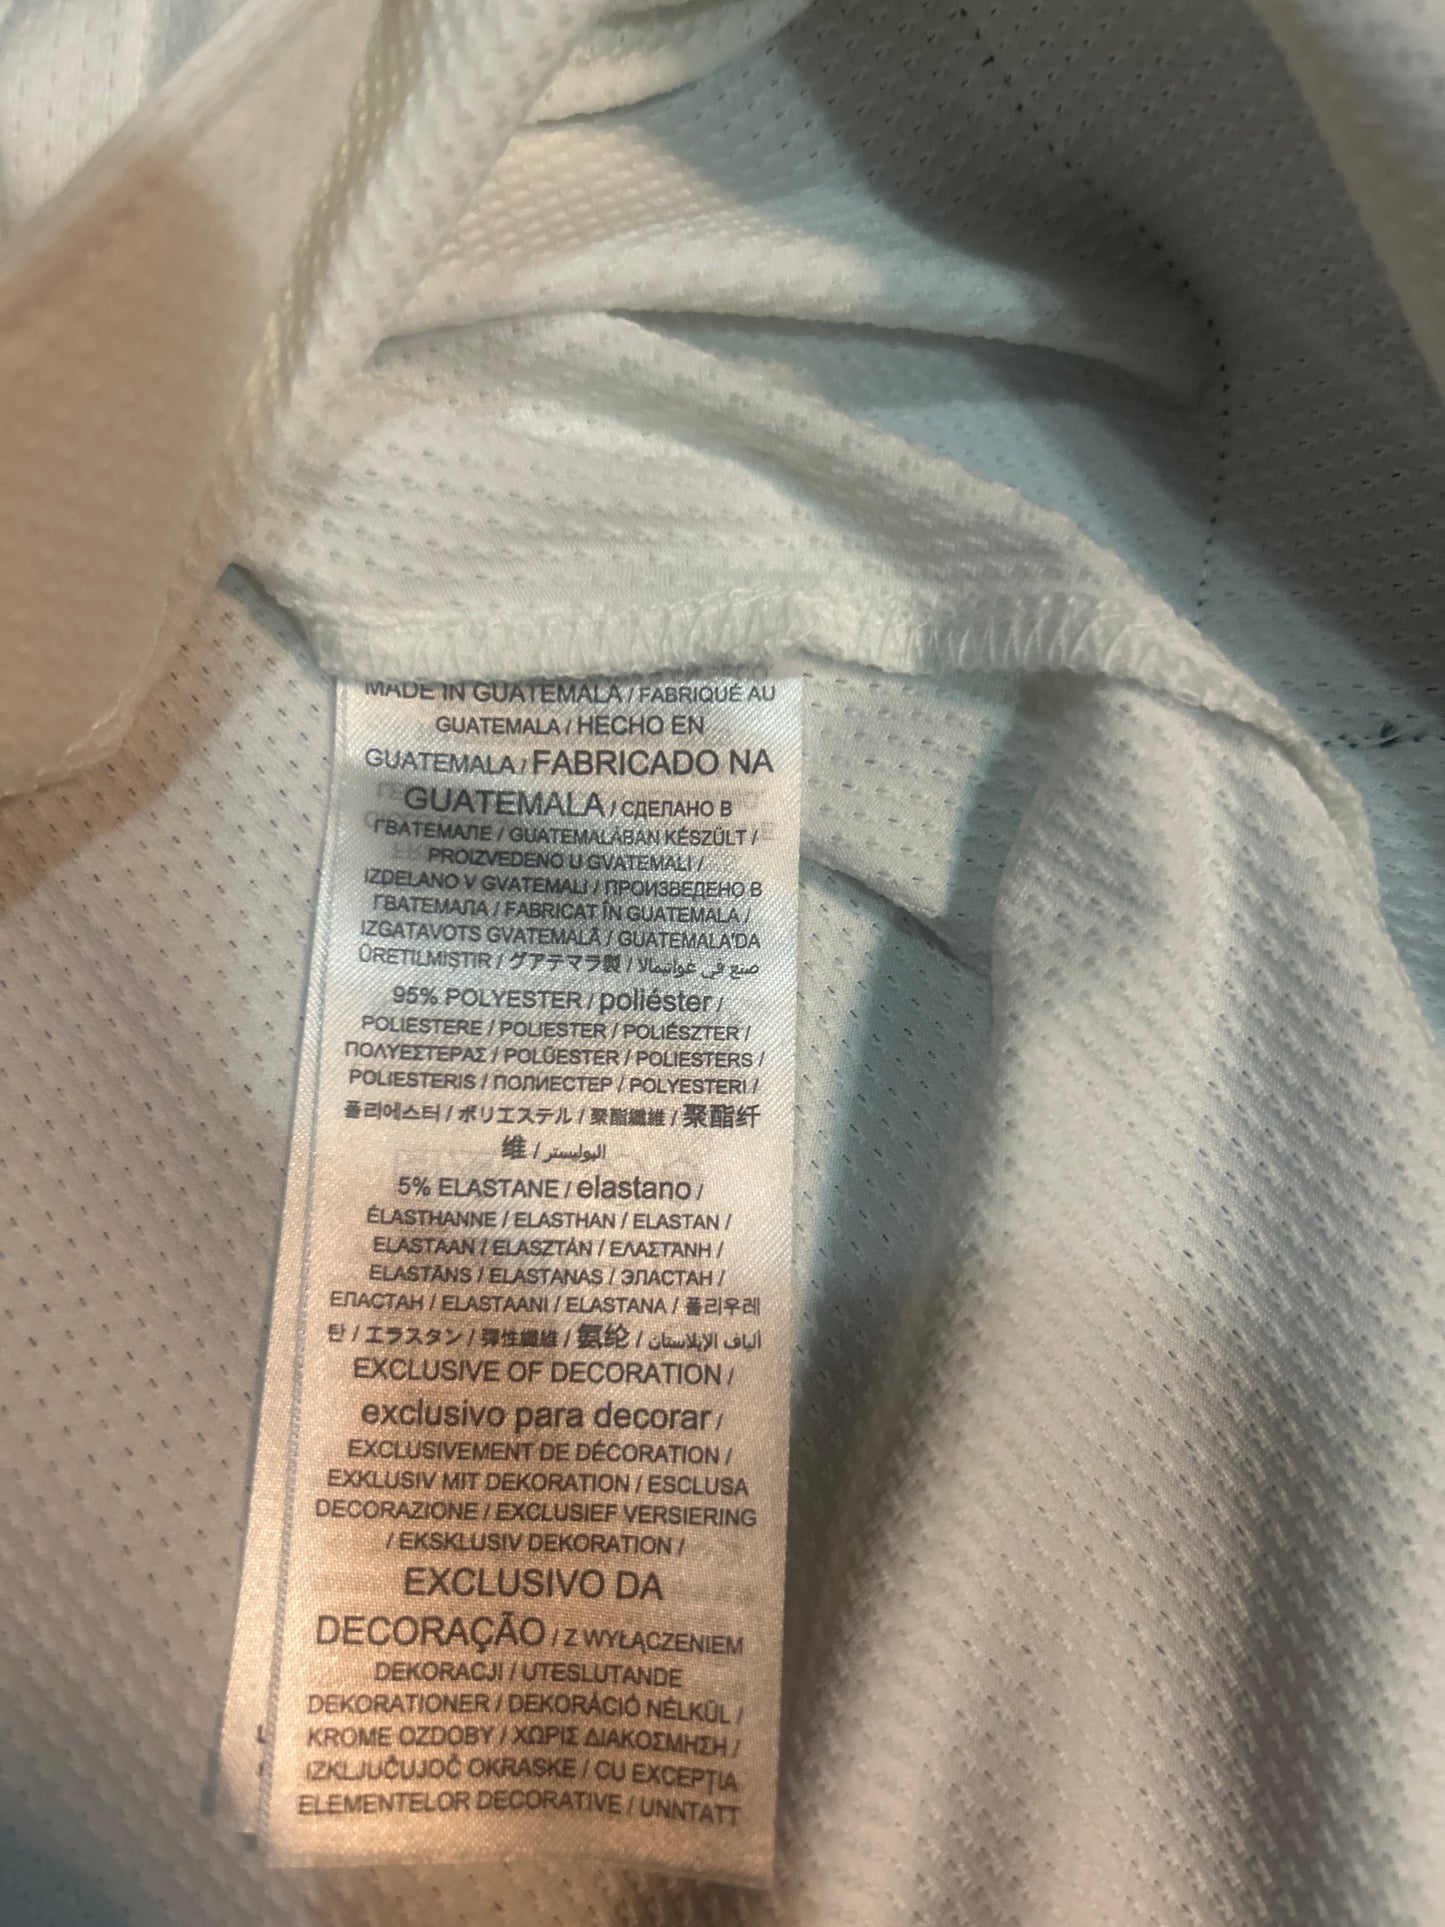 MADE IN GUATEMALA / FABRIQUÉ AU
GUATEMALA / HECHO EN
GUATEMALA / FABRICADO NA
GUATEMALA / СДЕЛАНО В
ГВАТЕМАЛЕ / GUATEMALÁBAN KÉSZÜLT /
PROIZVEDENO U GVATEMALI /
IZDELANO V GVATEMALI / ПРОИЗВЕДЕНО В
ГВАТЕМАЛА / FABRICAT ÎN GUATEMALA /
IZGATAVOTS GVATEMALĀ / GUATEMALA'DA
ÜRETILMISTIR / グアテマラ製 / صنع في غواتيمالا
95% POLYESTER / poliéster /
POLIESTERE / POLIESTER / POLIÉSZTER /
ΠΟΛΥΕΣΤΕΡΑΣ / POLÜESTER / POLIESTERS /
POLIESTERIS / ПОЛИЕСТЕР / POLYESTERI /
폴리에스터 / ポリエステル / 聚酯纖維 / 聚酯纤
维 / البوليستر
5% ELASTANE / elastano /
ÉLASTHANNE / ELASTHAN / ELASTAN /
ELASTAAN / ELASZTÁN / ΕΛΑΣΤΆΝΗ /
ELASTĀNS / ELASTANAS / ЭЛАСТАН /
ЕЛАСТАН / ELASTAANI / ELASTANA / 폴리우레
탄 / エラスタン / 彈性纖維 / 氨纶 / ألياف الإيلاستان
EXCLUSIVE OF DECORATION /
exclusivo para decorar /
EXCLUSIVEMENT DE DÉCORATION /
EXKLUSIV MIT DEKORATION / ESCLUSA
DECORAZIONE / EXCLUSIEF VERSIERING
/ EKSKLUSIV DEKORATION /
EXCLUSIVO DA
DECORAÇÃO / Z WYŁĄCZENIEM
DEKORACJI / UTESLUTANDE
DEKORATIONER / DEKORÁCIÓ NÉLKÜL /
KROME OZDOBY / ΧΩΡΙΣ ΔΙΑΚΟΣΜΗΣΗ /
IZKLJUČUJOČ OKRASKE / CU EXCEPȚIA
ELEMENTELOR DECORATIVE / UNNTATT